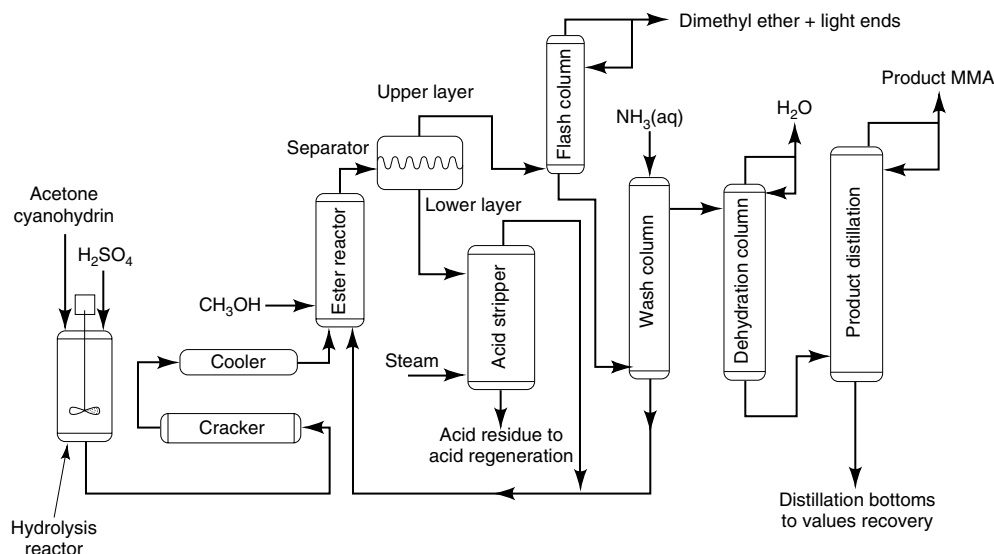 Dimethyl ether + light ends
Product MMA
Flash column
Upper layer
NH₃(aq)
H₂O
Separator
Acetone
cyanohydrin
Lower layer
H₂SO₄
Ester reactor
Wash column
Dehydration column
Product distillation
CH₃OH
Acid stripper
Cooler
Steam
Cracker
Acid residue to
acid regeneration
Distillation bottoms
to values recovery
Hydrolysis
reactor